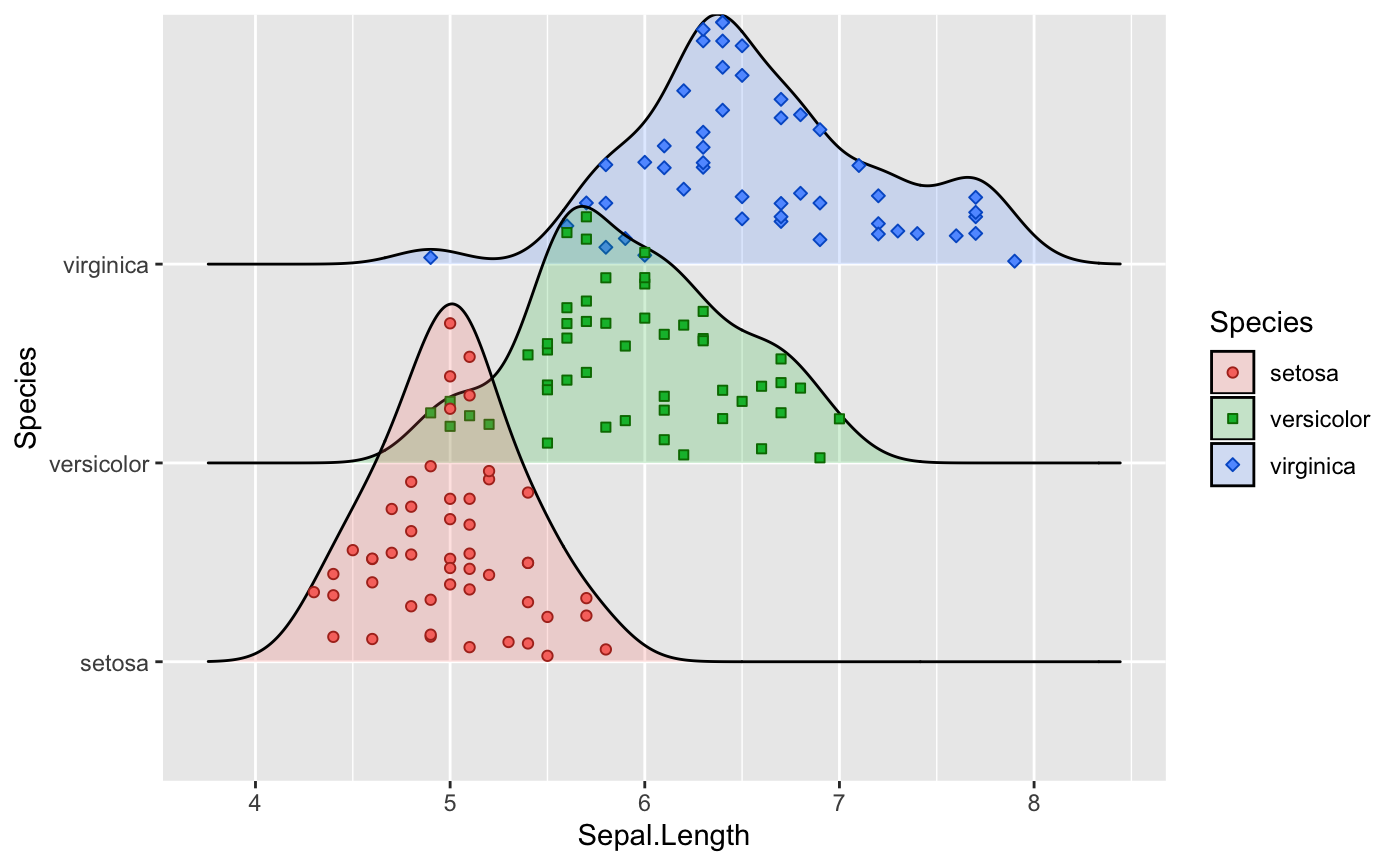 virginica
versicolor
setosa
Species
4 5 6 7 8
Sepal.Length
Species
setosa
versicolor
virginica